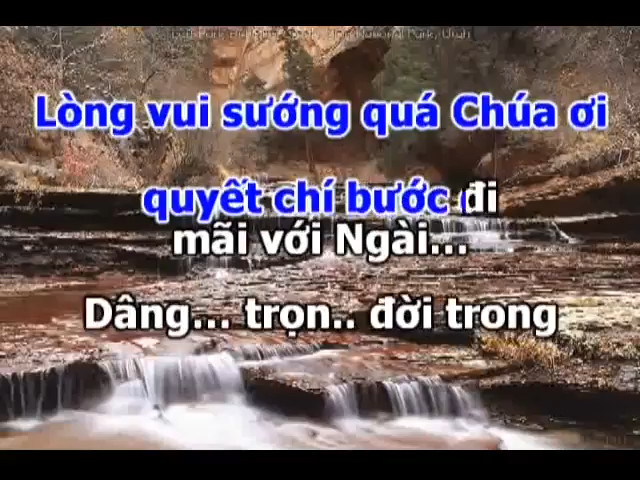 Lòng vui sướng quá Chúa ơi
quyết chí bước đi
mãi với Ngài...
Dâng... trọn.. đời trong